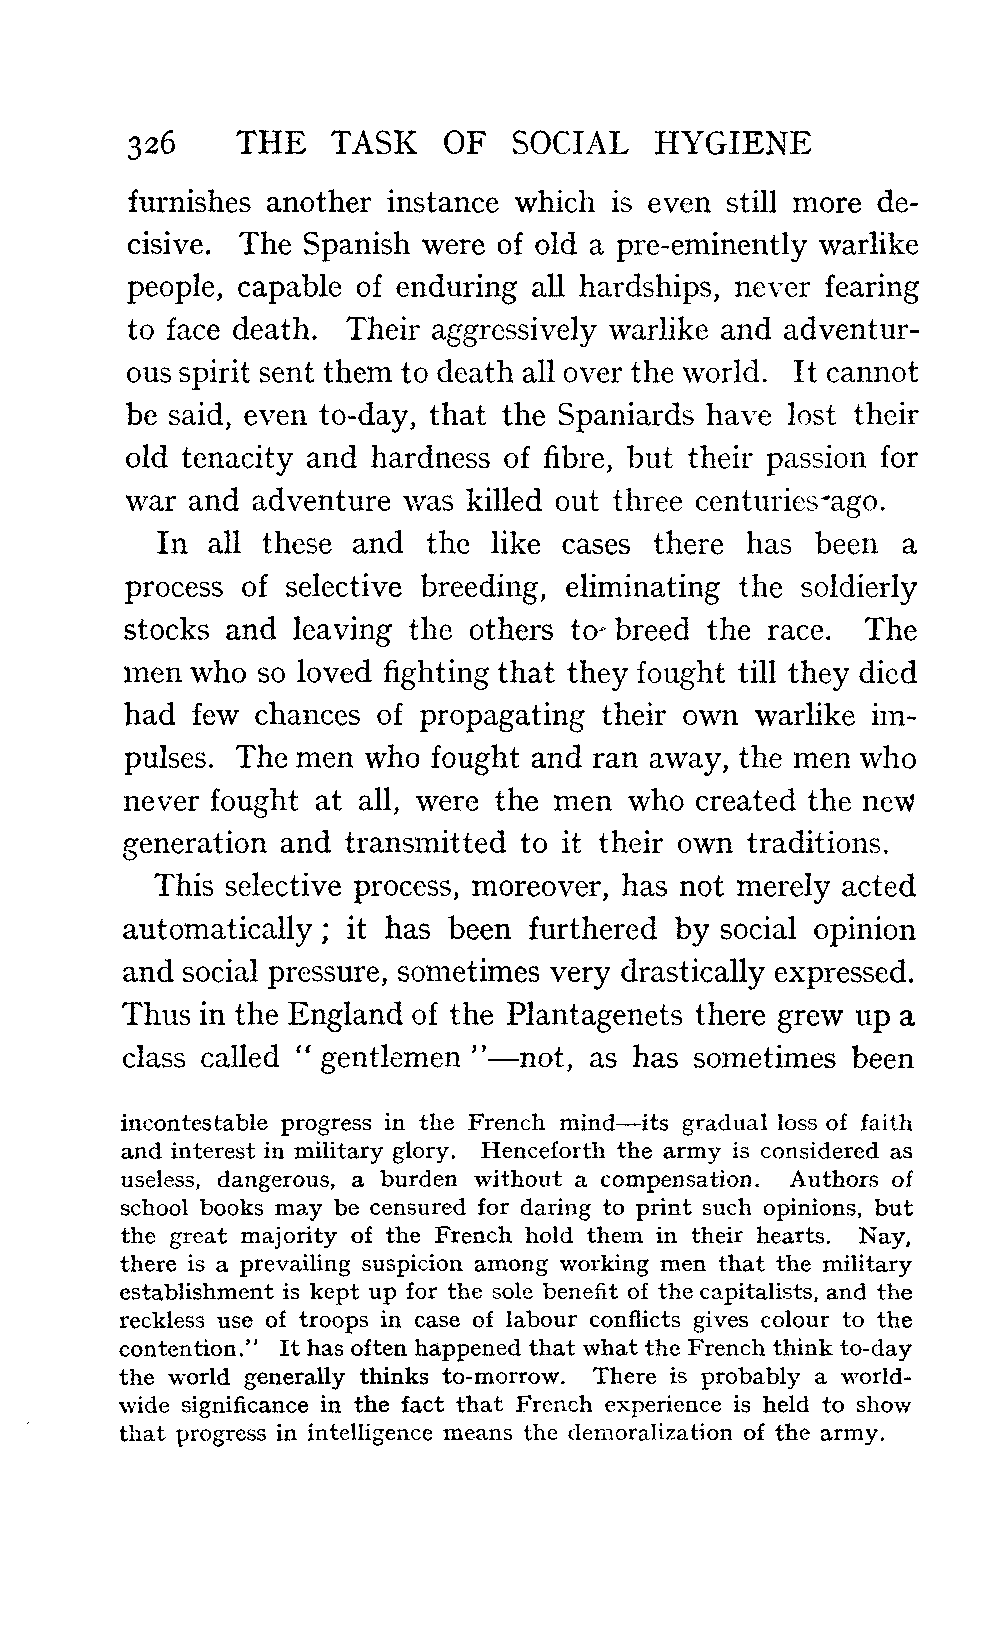 326 THE TASK OF SOCIAL HYGIENE
furnishes another instance which is even still more de-
cisive. The Spanish were of old a pre-eminently warlike
people, capable of enduring all hardships, never fearing
to face death. Their aggressively warlike and adventur-
ous spirit sent them to death all over the world. It cannot
be said, even to-day, that the Spaniards have lost their
old tenacity and hardness of fibre, but their passion for
war and adventure was killed out three centuries ago.
In all these and the like cases there has been a
process of selective breeding, eliminating the soldierly
stocks and leaving the others to breed the race. The
men who so loved fighting that they fought till they died
had few chances of propagating their own warlike im-
pulses. The men who fought and ran away, the men who
never fought at all, were the men who created the new
generation and transmitted to it their own traditions.
This selective process, moreover, has not merely acted
automatically ; it has been furthered by social opinion
and social pressure, sometimes very drastically expressed.
Thus in the England of the Plantagenets there grew up a
class called “ gentlemen ”—not, as has sometimes been
incontestable progress in the French mind—its gradual loss of faith
and interest in military glory. Henceforth the army is considered as
useless, dangerous, a burden without a compensation. Authors of
school books may be censured for daring to print such opinions, but
the great majority of the French hold them in their hearts. Nay,
there is a prevailing suspicion among working men that the military
establishment is kept up for the sole benefit of the capitalists, and the
reckless use of troops in case of labour conflicts gives colour to the
contention.” It has often happened that what the French think to-day
the world generally thinks to-morrow. There is probably a world-
wide significance in the fact that French experience is held to show
that progress in intelligence means the demoralization of the army.